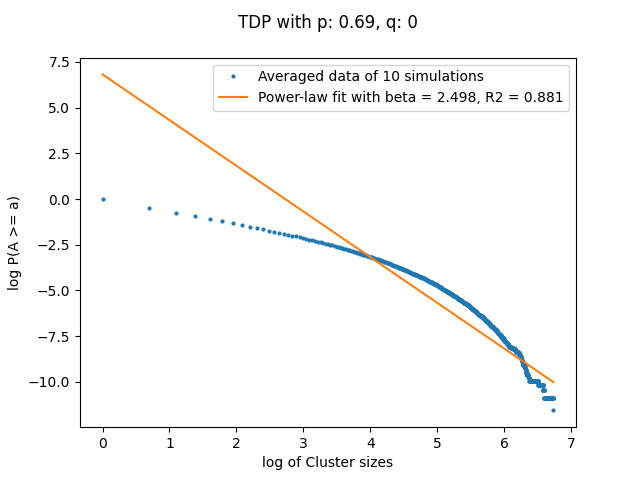 TDP with p: 0.69, q: 0
7.5
5.0
2.5
0.0
−2.5
−5.0
−7.5
−10.0
log P(A >= a)
Averaged data of 10 simulations
Power-law fit with beta = 2.498, R2 = 0.881
0 1 2 3 4 5 6 7
log of Cluster sizes